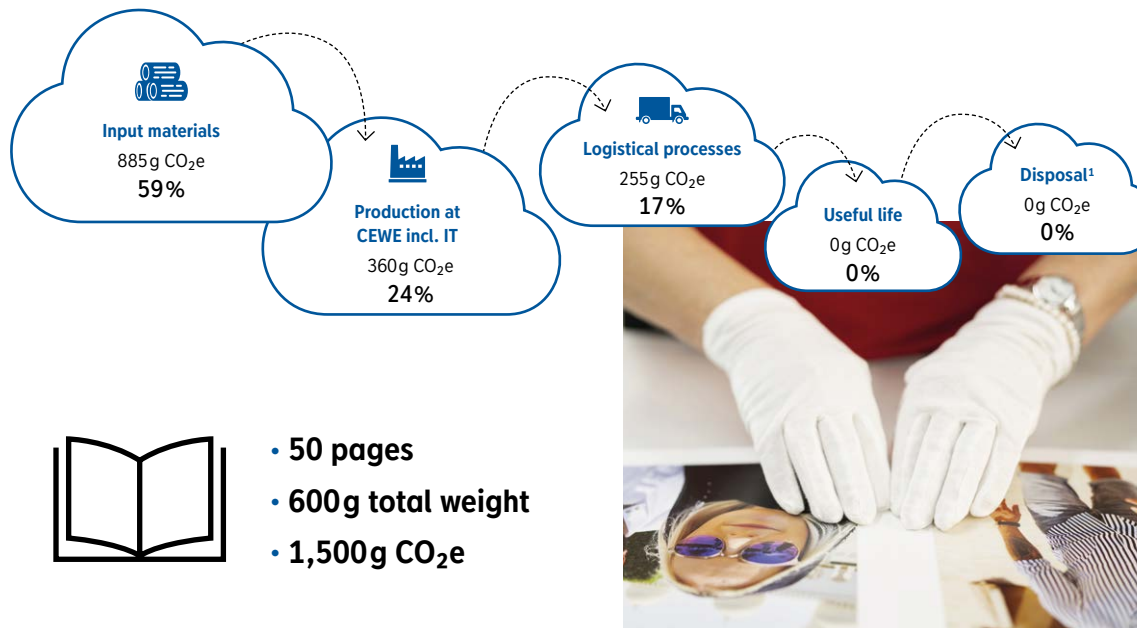 Input materials
885g CO₂e
59%
Production at
CEWE incl. IT
360g CO₂e
24%
Logistical processes
255g CO₂e
17%
Useful life
0g CO₂e
0%
Disposal¹
0g CO₂e
0%
• 50 pages
• 600g total weight
• 1,500g CO₂e